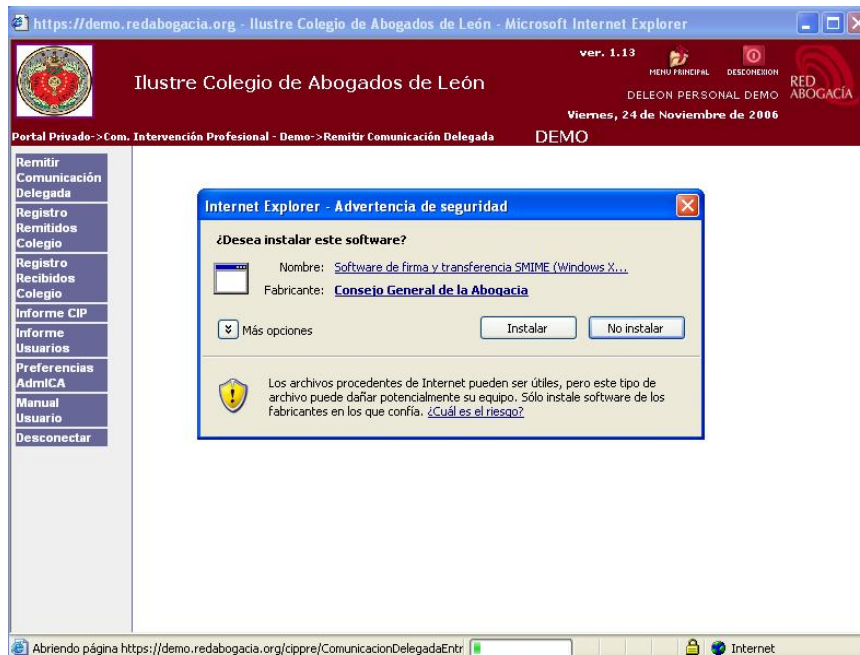 https://demo.redabogacia.org - Ilustre Colegio de Abogados de León - Microsoft Internet Explorer
ver. 1.13
MENU PRINCIPAL
DESCONEXION
RED
ABOGACÍA
Ilustre Colegio de Abogados de León
DELEON PERSONAL DEMO
Viernes, 24 de Noviembre de 2006
Portal Privado->Com. Intervención Profesional - Demo->Remitir Comunicación Delegada
DEMO
Remitir
Comunicación
Delegada
Registro
Remitidos
Colegio
Registro
Recibidos
Colegio
Informe CIP
Informe
Usuarios
Preferencias
AdmICA
Manual
Usuario
Desconectar
Internet Explorer - Advertencia de seguridad
¿Desea instalar este software?
Nombre: Software de firma y transferencia SMIME (Windows X...
Fabricante: Consejo General de la Abogacia
Más opciones
Instalar
No instalar
Los archivos procedentes de Internet pueden ser útiles, pero este tipo de
archivo puede dañar potencialmente su equipo. Sólo instale software de los
fabricantes en los que confía. ¿Cuál es el riesgo?
Abriendo página https://demo.redabogacia.org/cippre/ComunicacionDelegadaEntr
Internet